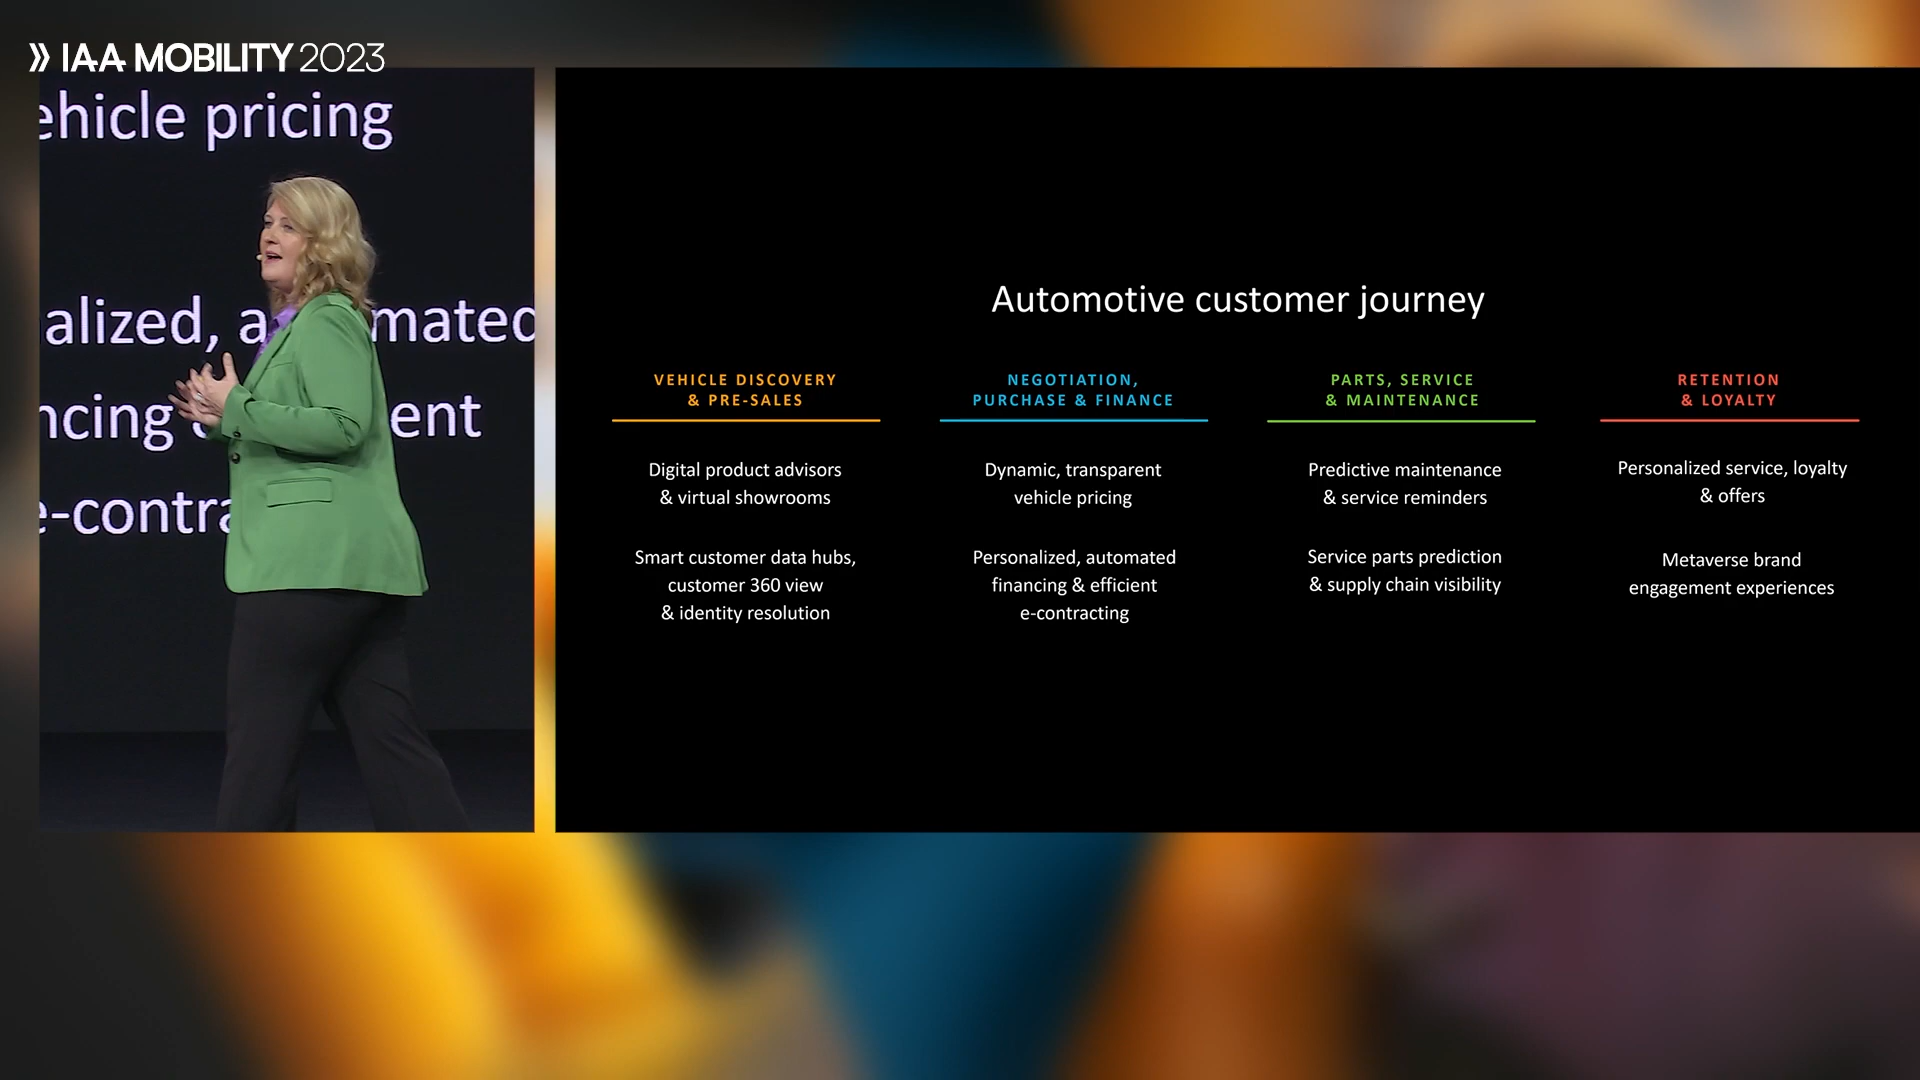 IAA MOBILITY 2023
ehicle pricing
alized, a mated
ncing ent
e-contra
Automotive customer journey
VEHICLE DISCOVERY
& PRE-SALES
Digital product advisors
& virtual showrooms
Smart customer data hubs,
customer 360 view
& identity resolution
NEGOTIATION,
PURCHASE & FINANCE
Dynamic, transparent
vehicle pricing
Personalized, automated
financing & efficient
e-contracting
PARTS, SERVICE
& MAINTENANCE
Predictive maintenance
& service reminders
Service parts prediction
& supply chain visibility
RETENTION
& LOYALTY
Personalized service, loyalty
& offers
Metaverse brand
engagement experiences